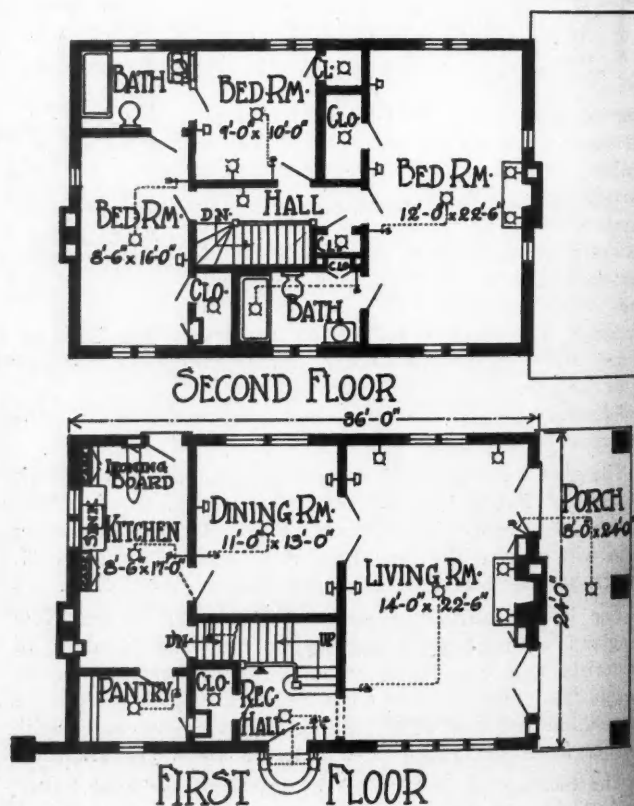 BATH
BED RM.
9'-0" x 10'-0"
CL.
CLO.
BED RM.
12'-0" x 22'-6"
BED RM.
8'-6" x 16'-0"
DN.
HALL
CL.
CLO.
CLO.
BATH
SECOND FLOOR
36'-0"
IRONING
BOARD
SINK
KITCHEN
8'-6" x 17'-0"
DINING RM.
11'-0" x 13'-0"
LIVING RM.
14'-0" x 22'-6"
PORCH
8'-0" x 24'-0"
24'-0"
DN.
UP
PANTRY
CLO.
REC.
HALL
FIRST FLOOR